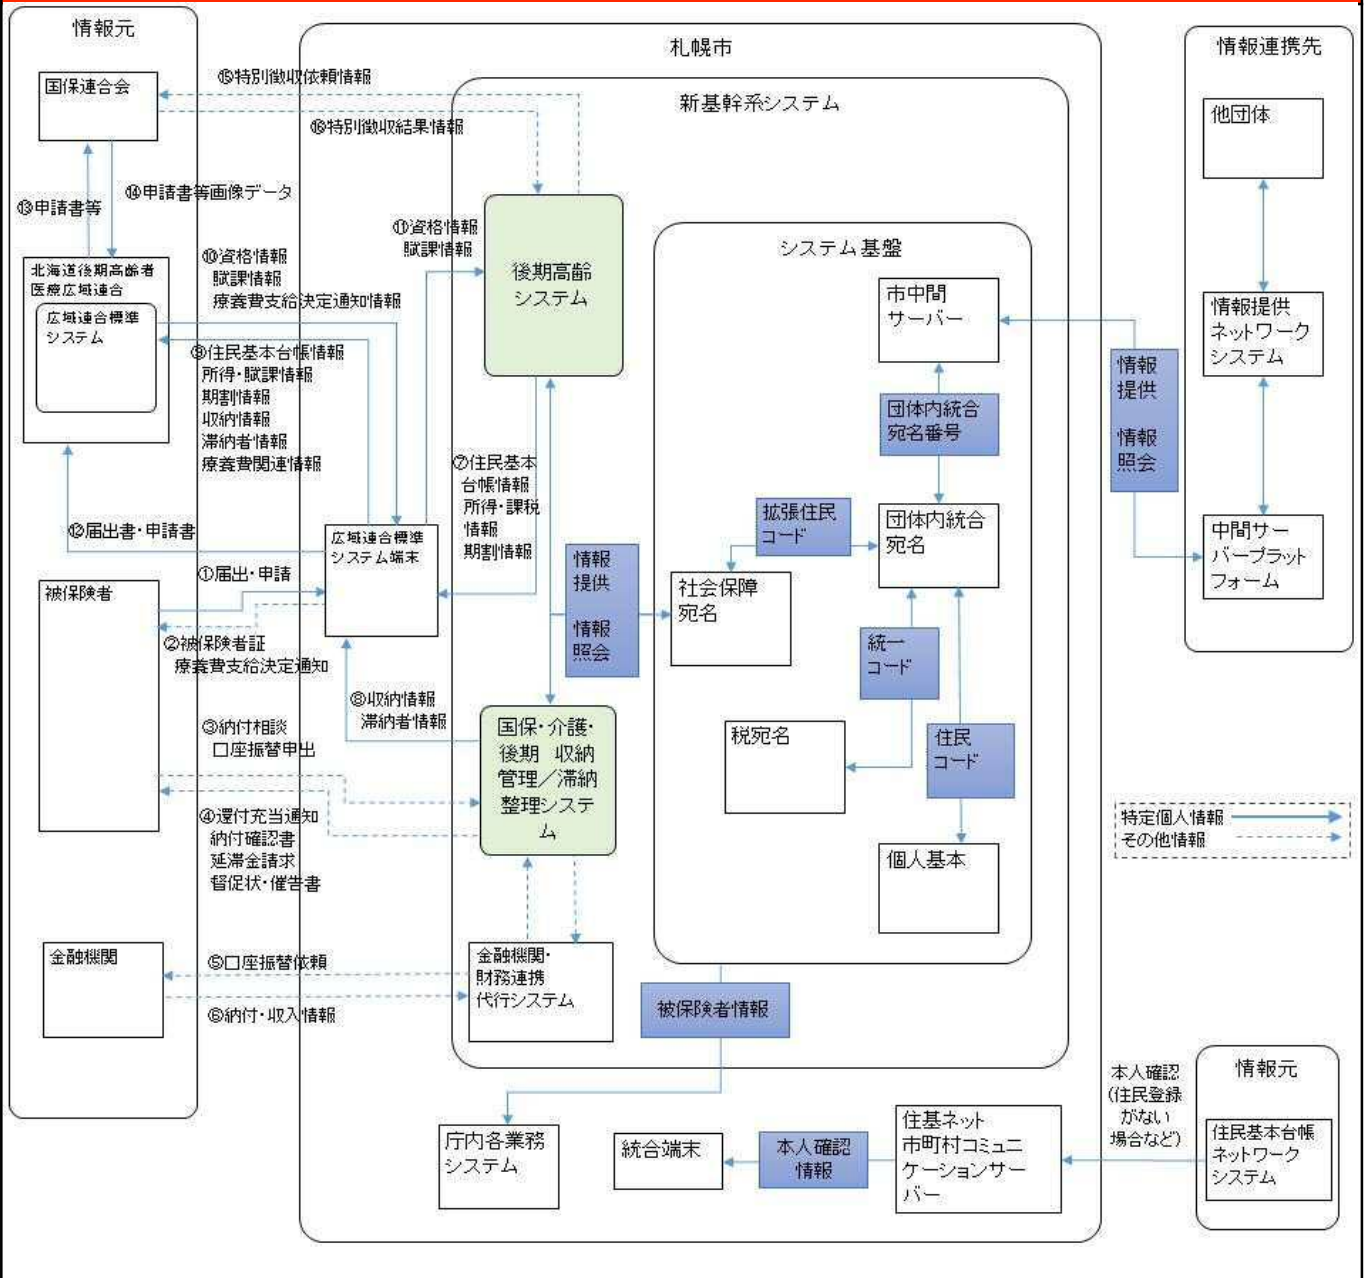 情報元
国保連合会
⑬申請書等
⑭申請書等画像データ
北海道後期高齢者
医療広域連合
広域連合標準
システム
⑮特別徴収依頼情報
⑯特別徴収結果情報
⑩資格情報
賦課情報
療養費支給決定通知情報
⑨住民基本台帳情報
所得・賦課情報
期割情報
収納情報
滞納者情報
療養費関連情報
⑫届出書・申請書
①届出・申請
被保険者
②被保険者証
療養費支給決定通知
③納付相談
口座振替申出
④還付充当通知
納付確認書
延滞金請求
督促状・催告書
金融機関
⑤口座振替依頼
⑥納付・収入情報
札幌市
新基幹系システム
⑪資格情報
賦課情報
後期高齢
システム
⑦住民基本
台帳情報
所得・課税
情報
期割情報
広域連合標準
システム端末
⑧収納情報
滞納者情報
情報
提供
情報
照会
国保・介護・
後期 収納
管理／滞納
整理システ
ム
金融機関・
財務連携
代行システム
システム基盤
市中間
サーバー
団体内統合
宛名番号
団体内統合
宛名
拡張住民
コード
社会保障
宛名
統一
コード
税宛名
住民
コード
個人基本
被保険者情報
庁内各業務
システム
統合端末
本人確認
情報
住基ネット
市町村コミュニ
ケーションサー
バー
情報連携先
他団体
情報提供
ネットワーク
システム
中間サー
バープラット
フォーム
情報
提供
情報
照会
特定個人情報
その他情報
本人確認
(住民登録
がない
場合など)
情報元
住民基本台帳
ネットワーク
システム